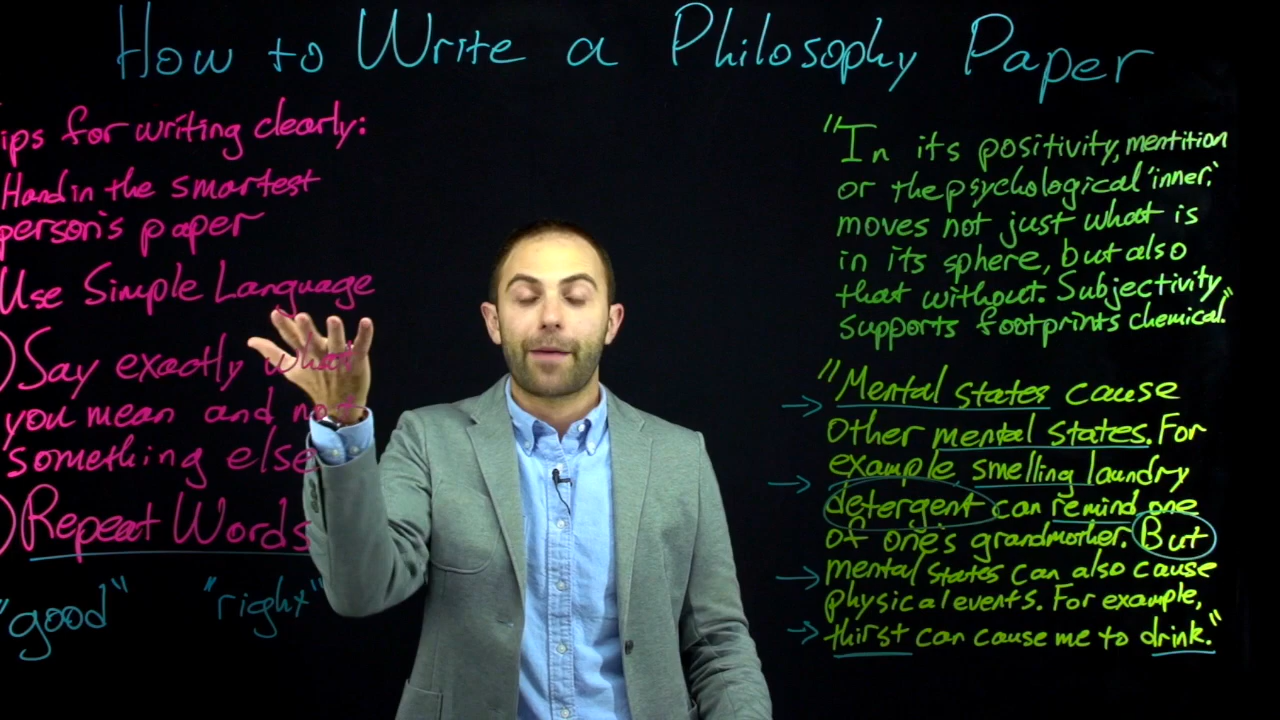 How to Write a Philosophy Paper
ips for writing clearly:
Hand in the smartest
person's paper
Use Simple Language
) Say exactly what
you mean and not
something else
) Repeat Words
"good" "right"
"In its positivity, mentition
or the psychological 'inner,'
moves not just what is
in its sphere, but also
that without. Subjectivity
supports footprints chemical."
"Mental states cause
other mental states. For
example, smelling laundry
detergent can remind one
of one's grandmother. But
mental states can also cause
physical events. For example,
thirst can cause me to drink."